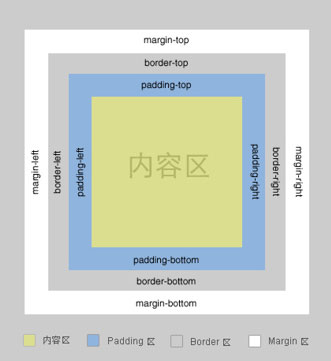 margin-top
border-top
padding-top
margin-left
border-left
padding-left
内容区
padding-right
border-right
margin-right
padding-bottom
border-bottom
margin-bottom
内容区 Padding 区 Border 区 Margin 区